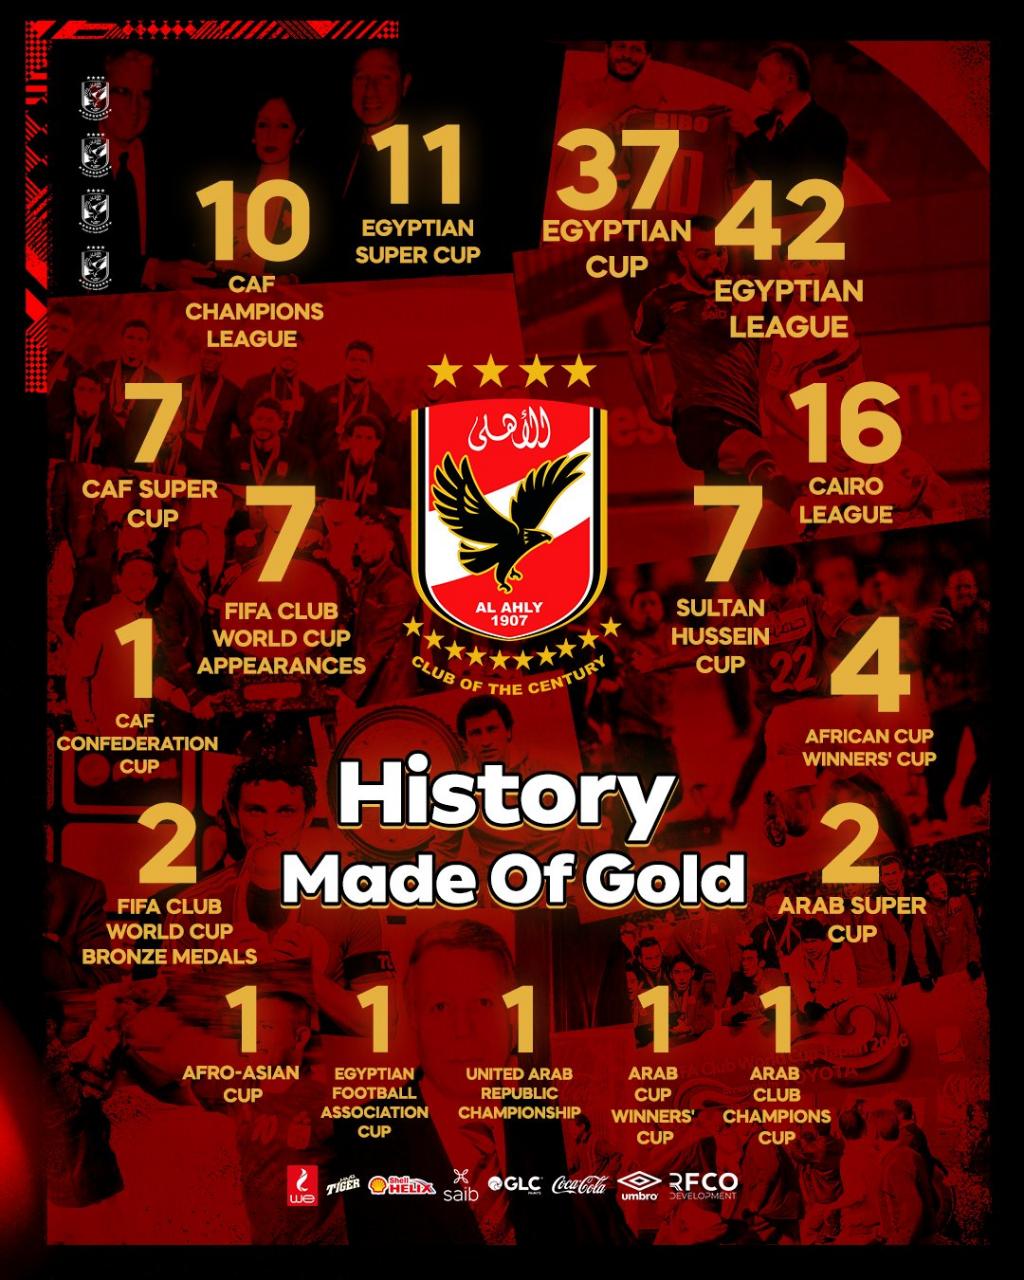 11
EGYPTIAN
SUPER CUP
37
EGYPTIAN
CUP
10
CAF
CHAMPIONS
LEAGUE
42
EGYPTIAN
LEAGUE
7
CAF SUPER
CUP
16
CAIRO
LEAGUE
الأهلى
AL AHLY
1907
CLUB OF THE CENTURY
7
FIFA CLUB
WORLD CUP
APPEARANCES
7
SULTAN
HUSSEIN
CUP
1
CAF
CONFEDERATION
CUP
22
4
AFRICAN CUP
WINNERS' CUP
History
Made Of Gold
2
FIFA CLUB
WORLD CUP
BRONZE MEDALS
2
ARAB SUPER
CUP
1
AFRO-ASIAN
CUP
1
EGYPTIAN
FOOTBALL
ASSOCIATION
CUP
1
UNITED ARAB
REPUBLIC
CHAMPIONSHIP
1
ARAB
CUP
WINNERS'
CUP
1
ARAB
CLUB
CHAMPIONS
CUP
we
TIGER
Shell
HELIX
saib
GLC
PAINTS
Coca-Cola
umbro
RFCO
DEVELOPMENT